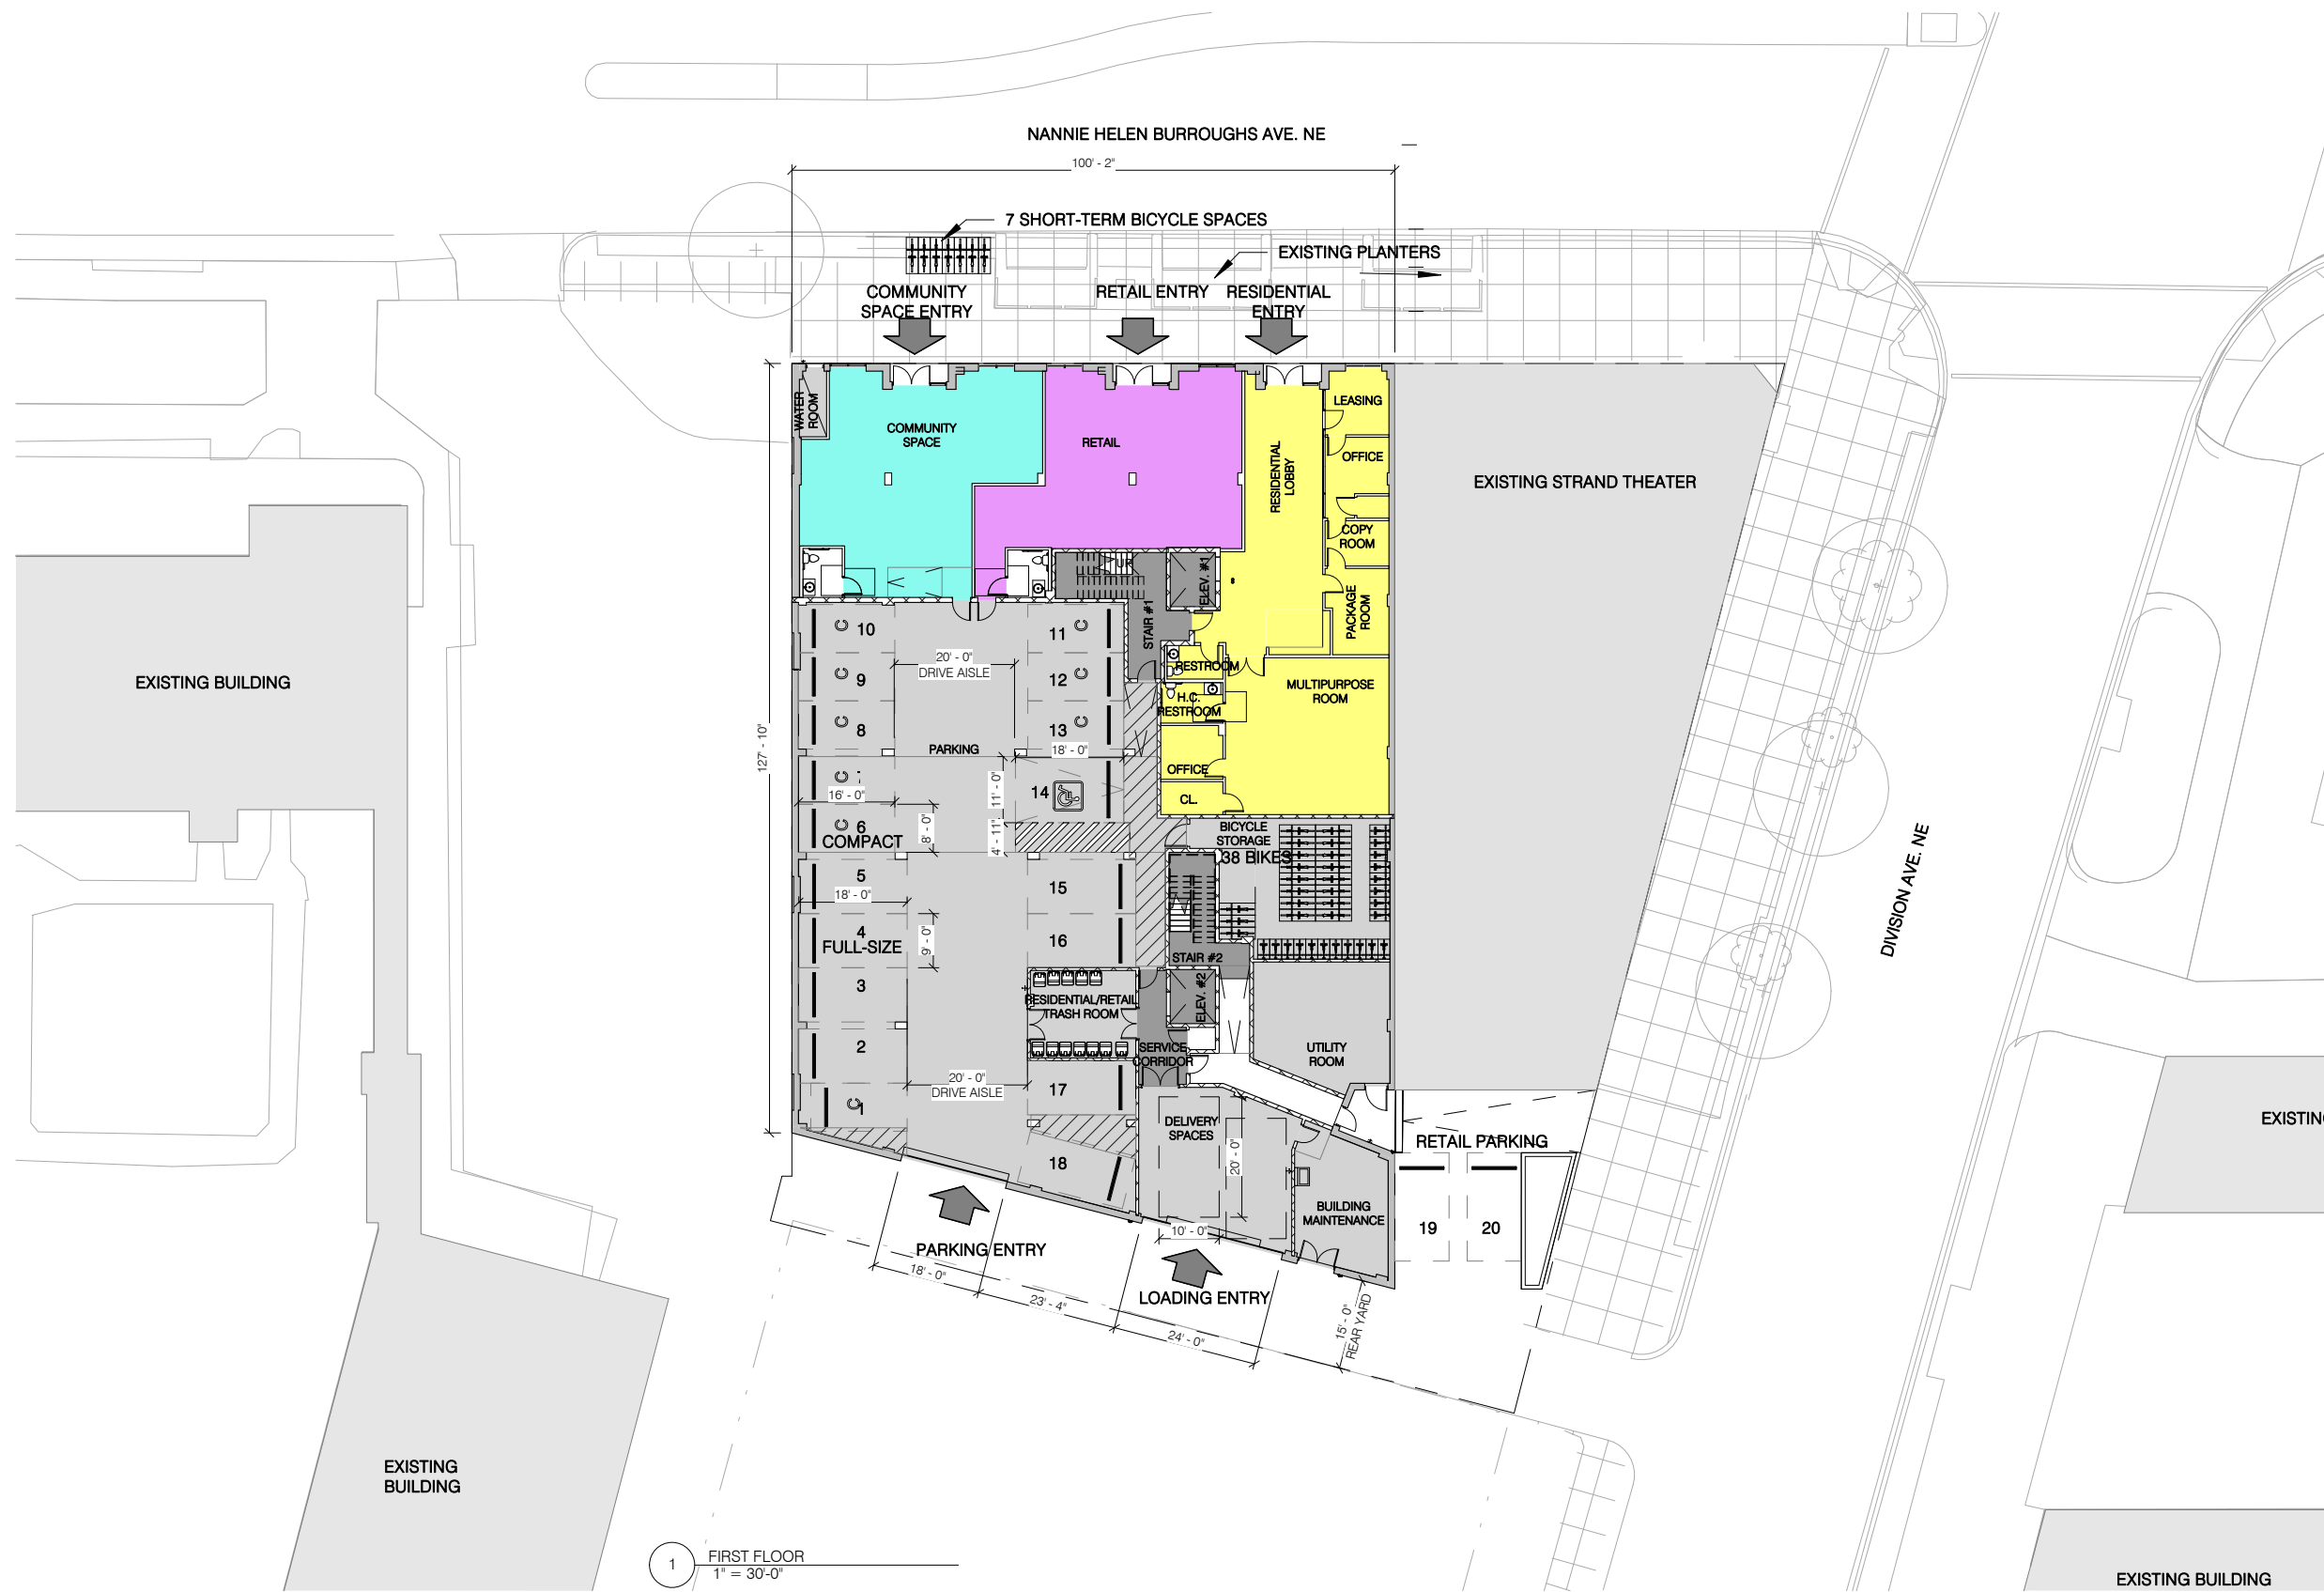 NANNIE HELEN BURROUGHS AVE. NE
100' - 2"
7 SHORT-TERM BICYCLE SPACES
EXISTING PLANTERS
COMMUNITY
SPACE ENTRY
RETAIL ENTRY
RESIDENTIAL
ENTRY
WATER
ROOM
COMMUNITY
SPACE
RETAIL
RESIDENTIAL
LOBBY
LEASING
OFFICE
COPY
ROOM
PACKAGE
ROOM
EXISTING STRAND THEATER
UP
ELEV. #1
STAIR #1
RESTROOM
H.C.
RESTROOM
MULTIPURPOSE
ROOM
OFFICE
CL.
EXISTING BUILDING
127' - 10"
C 10
11 C
20' - 0"
DRIVE AISLE
C 9
12 C
C 8
13 C
PARKING
18' - 0"
C
16' - 0"
11' - 0"
14
C 6
COMPACT
8' - 0"
4' - 11"
5
15
18' - 0"
4
FULL-SIZE
9' - 0"
16
3
2
C 1
20' - 0"
DRIVE AISLE
17
18
BICYCLE
STORAGE
38 BIKES
STAIR #2
ELEV. #2
RESIDENTIAL/RETAIL
TRASH ROOM
SERVICE
CORRIDOR
UTILITY
ROOM
DELIVERY
SPACES
20' - 0"
10' - 0"
BUILDING
MAINTENANCE
RETAIL PARKING
19
20
DIVISION AVE. NE
PARKING ENTRY
LOADING ENTRY
18' - 0"
23' - 4"
24' - 0"
15' - 0"
REAR YARD
EXISTING
BUILDING
EXISTIN
EXISTING BUILDING
1
FIRST FLOOR
1" = 30'-0"